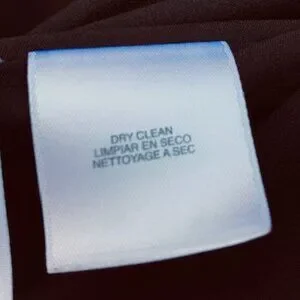 DRY CLEAN
LIMPIAR EN SECO
NETTOYAGE A SEC